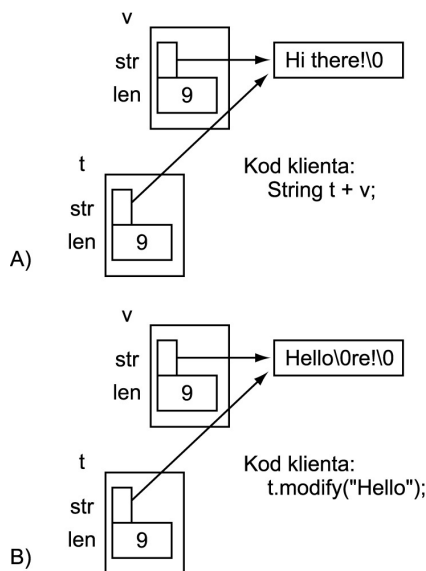 v
str
len
9
Hi there!\0
t
str
len
9
Kod klienta:
String t + v;
A)
v
str
len
9
Hello\0re!\0
t
str
len
9
Kod klienta:
t.modify("Hello");
B)